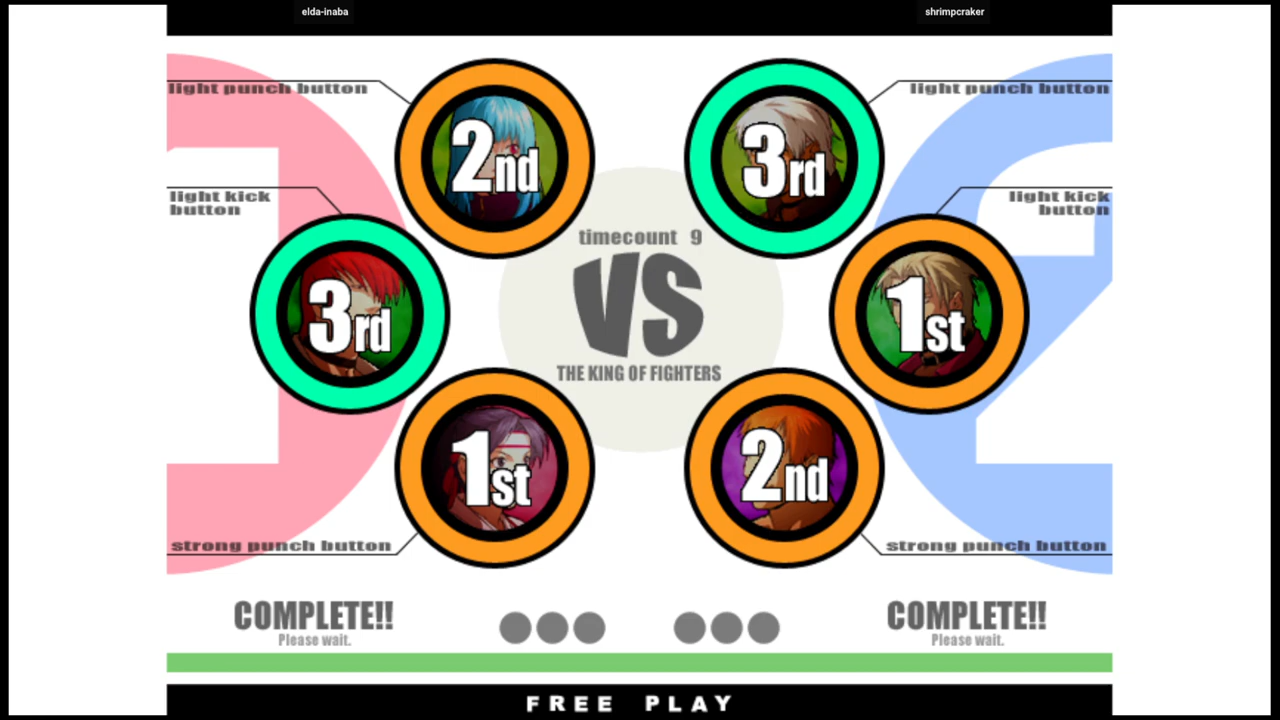 elda-inaba
shrimpcraker
light punch button
light punch button
2nd
3rd
light kick
button
light kick
button
timecount 9
VS
THE KING OF FIGHTERS
3rd
1st
1st
2nd
strong punch button
strong punch button
COMPLETE!!
Please wait.
COMPLETE!!
Please wait.
FREE PLAY